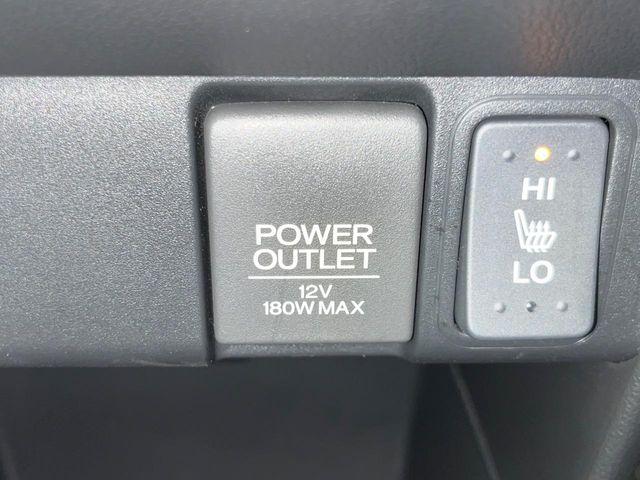 POWER
OUTLET
12V
180W MAX
HI
LO